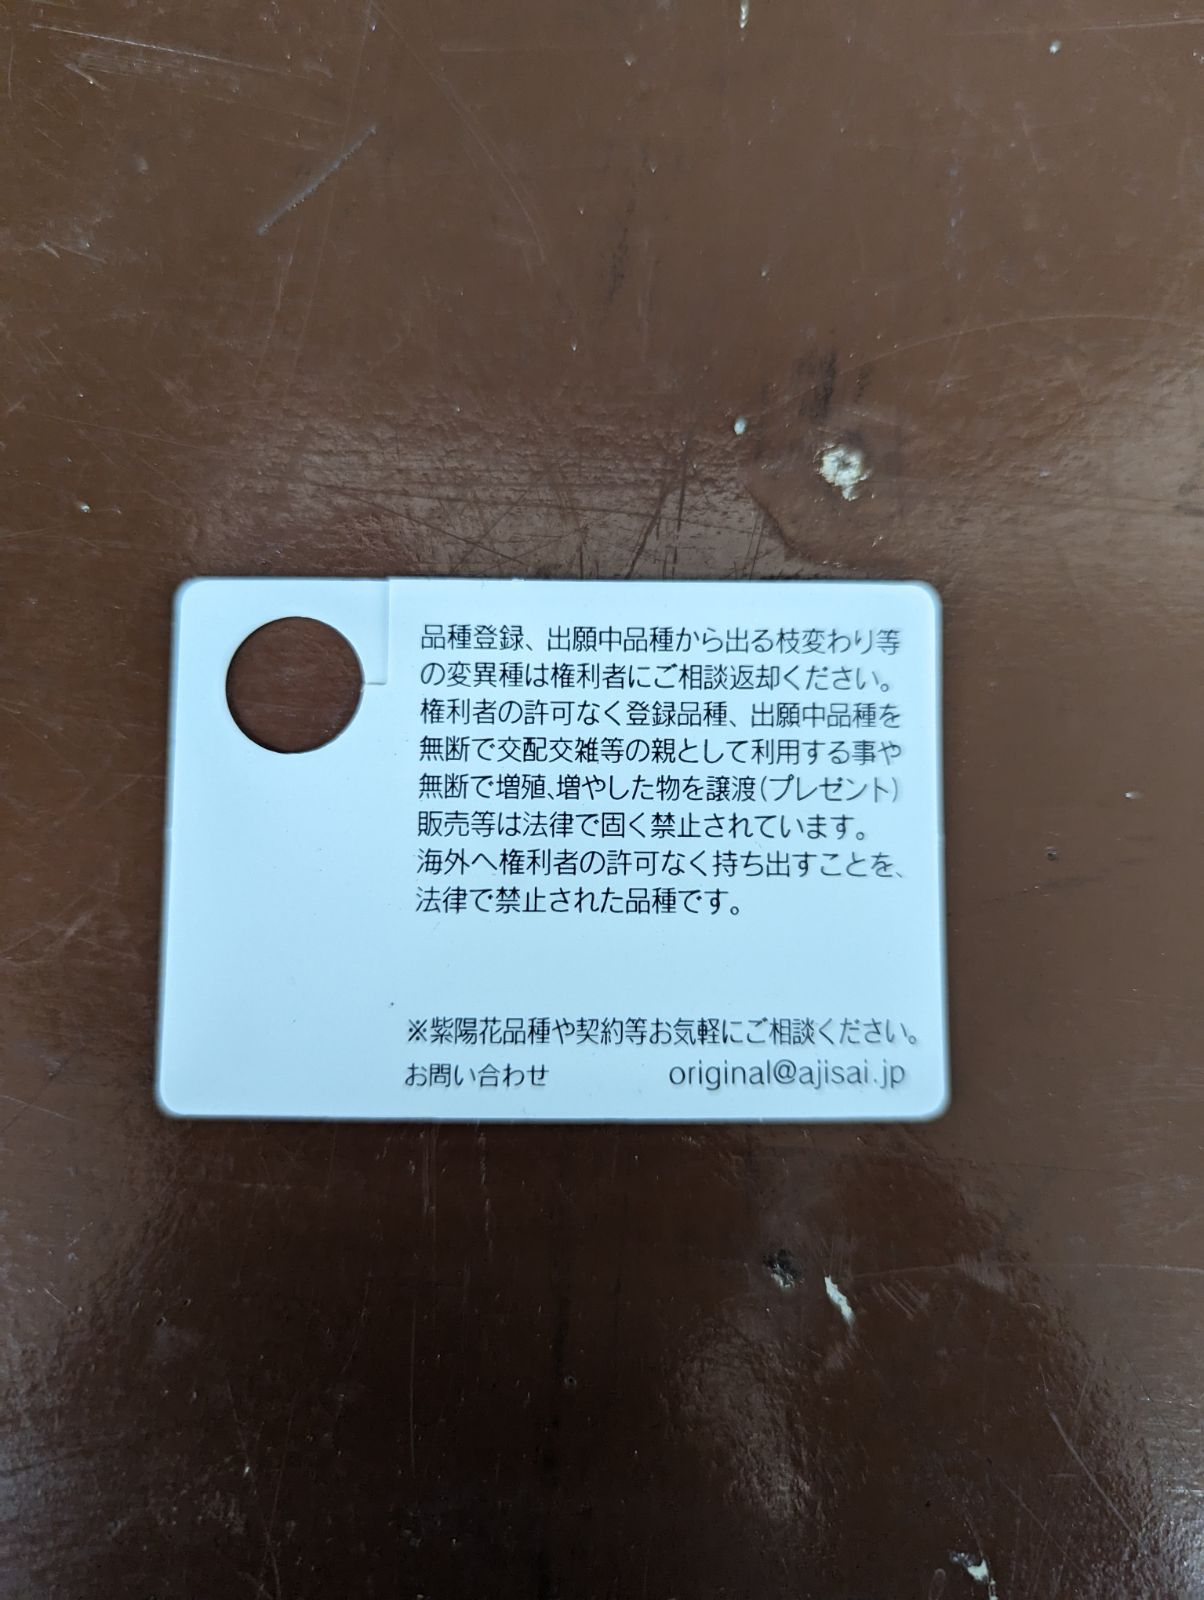 品種登録、出願中品種から出る枝変わり等
の変異種は権利者にご相談返却ください。
権利者の許可なく登録品種、出願中品種を
無断で交配交雑等の親として利用する事や
無断で増殖、増やした物を譲渡(プレゼント)
販売等は法律で固く禁止されています。
海外へ権利者の許可なく持ち出すことを、
法律で禁止された品種です。
※紫陽花品種や契約等お気軽にご相談ください。
お問い合わせ original@ajisai.jp